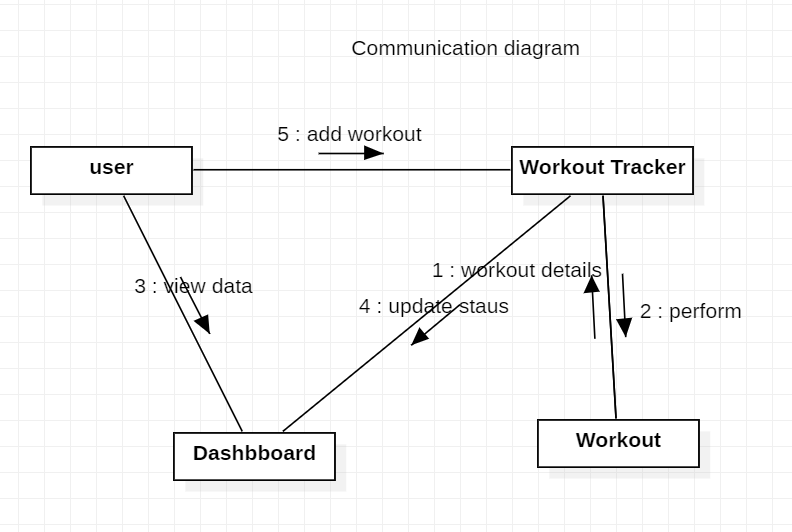 Communication diagram
5 : add workout
user
Workout Tracker
1 : workout details
3 : view data
4 : update staus
2 : perform
Workout
Dashbboard